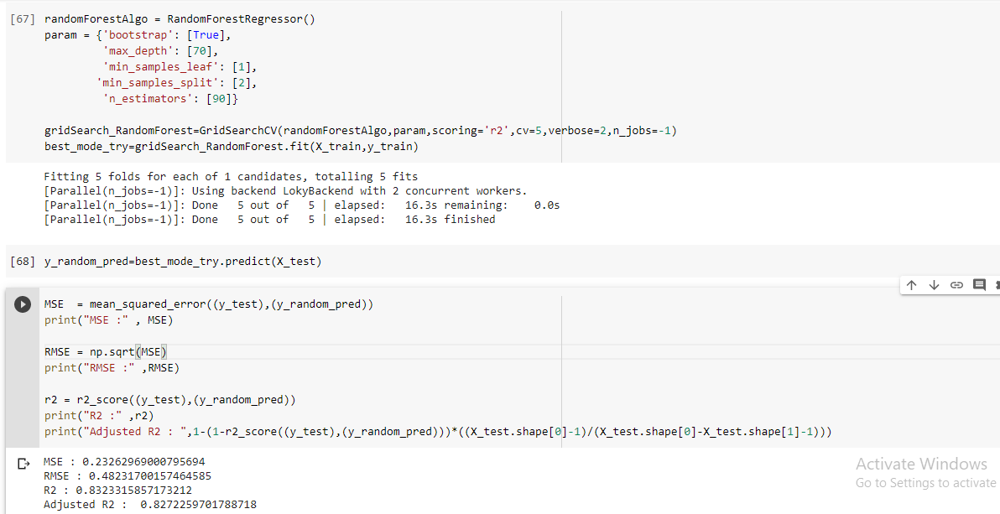 [67] randomForestAlgo = RandomForestRegressor()
param = {'bootstrap': [True],
'max_depth': [70],
'min_samples_leaf': [1],
'min_samples_split': [2],
'n_estimators': [90]}
gridSearch_RandomForest=GridSearchCV(randomForestAlgo,param,scoring='r2',cv=5,verbose=2,n_jobs=-1)
best_mode_try=gridSearch_RandomForest.fit(X_train,y_train)
Fitting 5 folds for each of 1 candidates, totalling 5 fits
[Parallel(n_jobs=-1)]: Using backend LokyBackend with 2 concurrent workers.
[Parallel(n_jobs=-1)]: Done   5 out of   5 | elapsed:   16.3s remaining:    0.0s
[Parallel(n_jobs=-1)]: Done   5 out of   5 | elapsed:   16.3s finished
[68] y_random_pred=best_mode_try.predict(X_test)
MSE  = mean_squared_error((y_test),(y_random_pred))
print("MSE :" , MSE)
RMSE = np.sqrt(MSE)
print("RMSE :" ,RMSE)
r2 = r2_score((y_test),(y_random_pred))
print("R2 :" ,r2)
print("Adjusted R2 : ",1-(1-r2_score((y_test),(y_random_pred)))*((X_test.shape[0]-1)/(X_test.shape[0]-X_test.shape[1]-1)))
MSE : 0.23262969000795694
RMSE : 0.48231700157464585
R2 : 0.8323315857173212
Adjusted R2 :  0.8272259701788718
Activate Windows
Go to Settings to activate